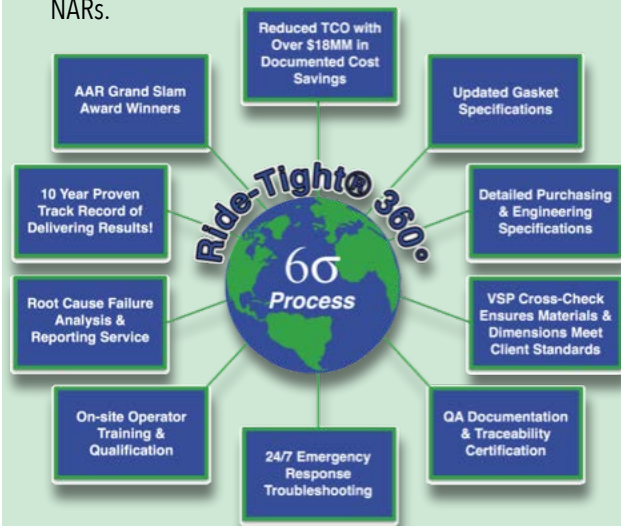 NARs.
Reduced TCO with
Over $18MM in
Documented Cost
Savings
AAR Grand Slam
Award Winners
Updated Gasket
Specifications
Ride-Tight® 360°
10 Year Proven
Track Record of
Delivering Results!
Detailed Purchasing
& Engineering
Specifications
6σ
Process
Root Cause Failure
Analysis &
Reporting Service
VSP Cross-Check
Ensures Materials &
Dimensions Meet
Client Standards
On-site Operator
Training &
Qualification
24/7 Emergency
Response
Troubleshooting
QA Documentation
& Traceability
Certification